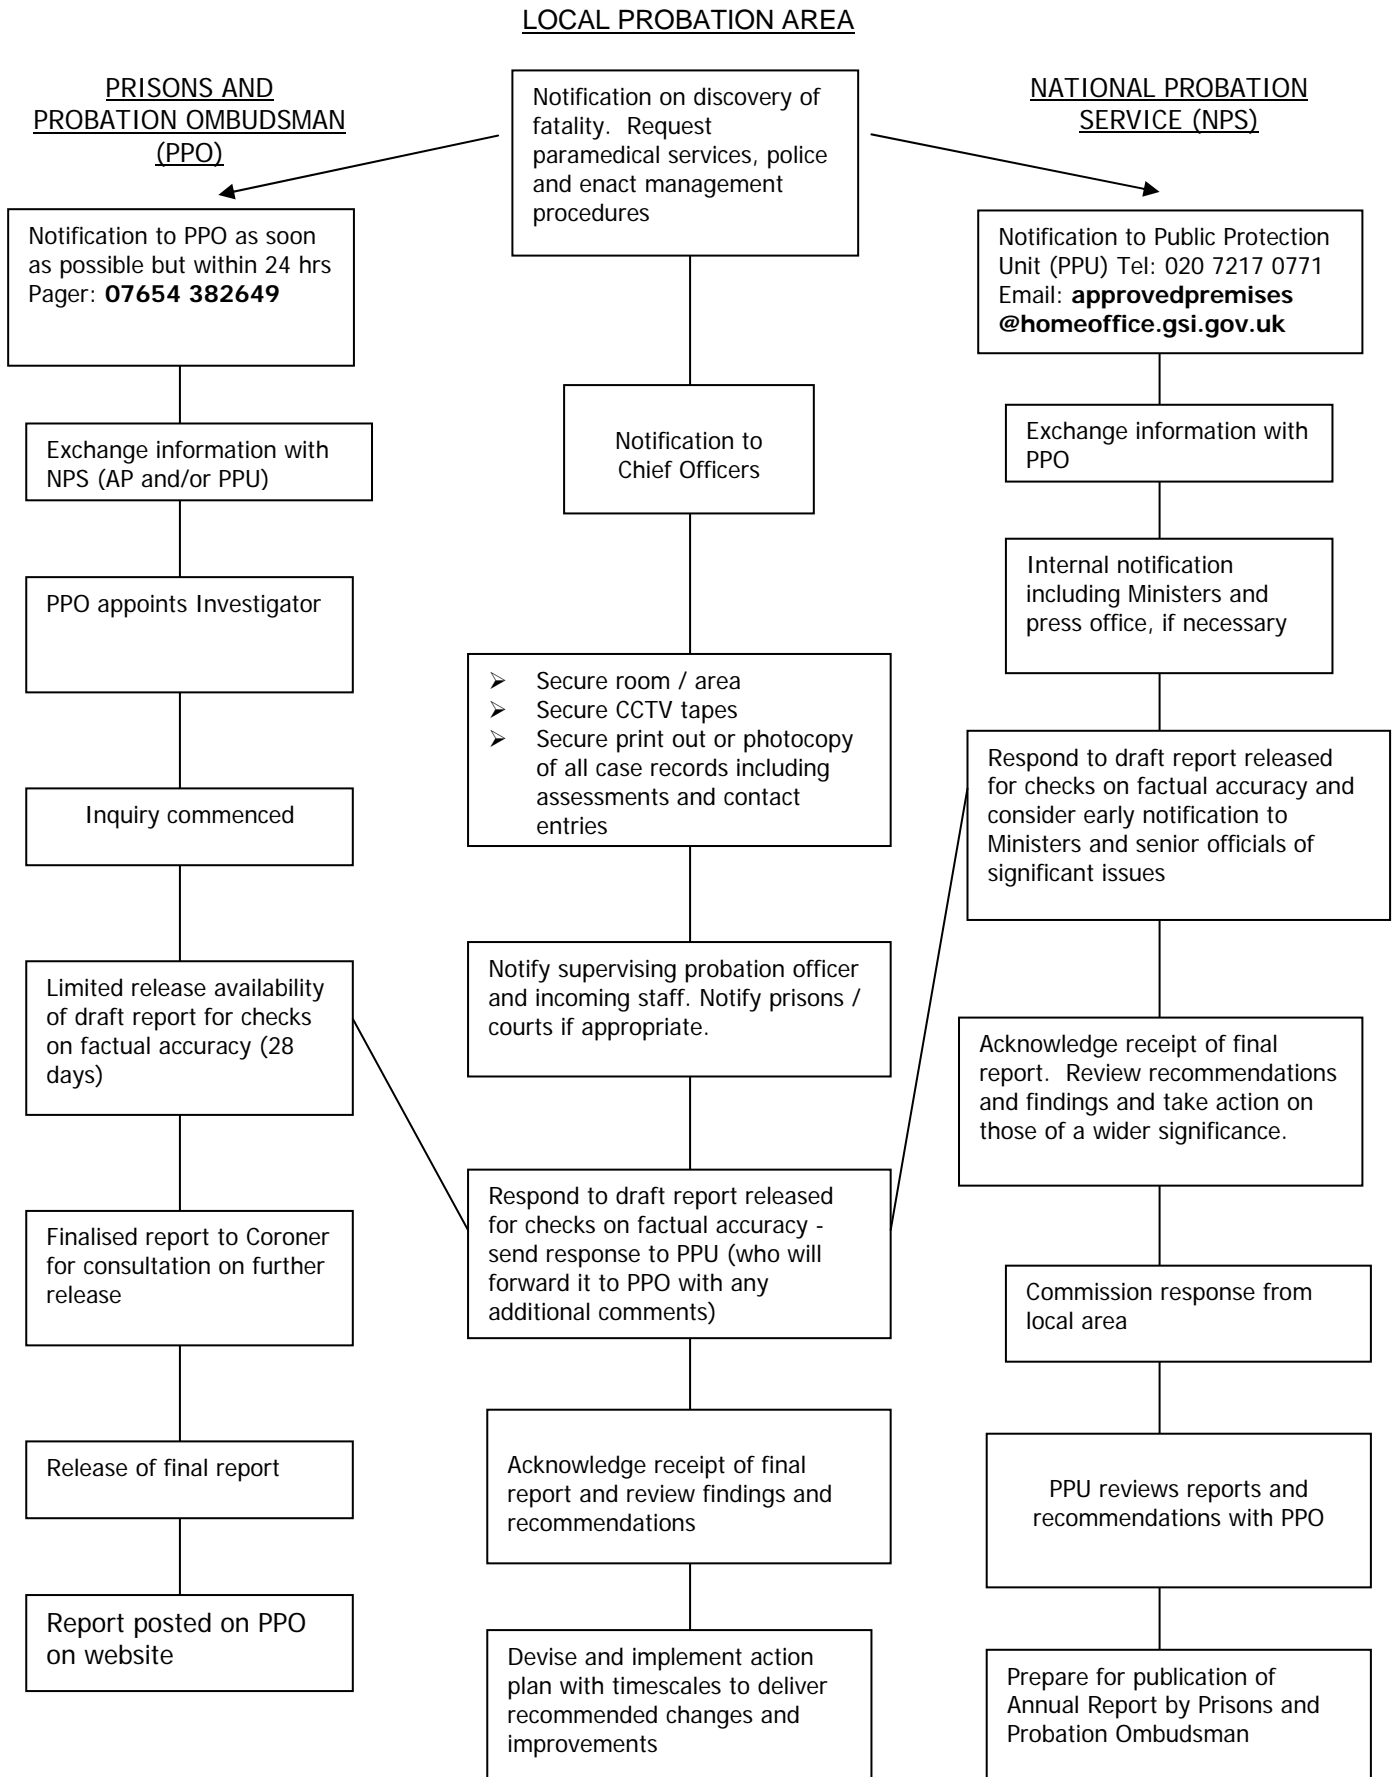 LOCAL PROBATION AREA
PRISONS AND
PROBATION OMBUDSMAN
(PPO)
Notification to PPO as soon
as possible but within 24 hrs
Pager: 07654 382649
Exchange information with
NPS (AP and/or PPU)
PPO appoints Investigator
Inquiry commenced
Limited release availability
of draft report for checks
on factual accuracy (28
days)
Finalised report to Coroner
for consultation on further
release
Release of final report
Report posted on PPO
on website
Notification on discovery of
fatality.  Request
paramedical services, police
and enact management
procedures
Notification to
Chief Officers
➢ Secure room / area
➢ Secure CCTV tapes
➢ Secure print out or photocopy
of all case records including
assessments and contact
entries
Notify supervising probation officer
and incoming staff. Notify prisons /
courts if appropriate.
Respond to draft report released
for checks on factual accuracy -
send response to PPU (who will
forward it to PPO with any
additional comments)
Acknowledge receipt of final
report and review findings and
recommendations
Devise and implement action
plan with timescales to deliver
recommended changes and
improvements
NATIONAL PROBATION
SERVICE (NPS)
Notification to Public Protection
Unit (PPU) Tel: 020 7217 0771
Email: approvedpremises
@homeoffice.gsi.gov.uk
Exchange information with
PPO
Internal notification
including Ministers and
press office, if necessary
Respond to draft report released
for checks on factual accuracy and
consider early notification to
Ministers and senior officials of
significant issues
Acknowledge receipt of final
report.  Review recommendations
and findings and take action on
those of a wider significance.
Commission response from
local area
PPU reviews reports and
recommendations with PPO
Prepare for publication of
Annual Report by Prisons and
Probation Ombudsman